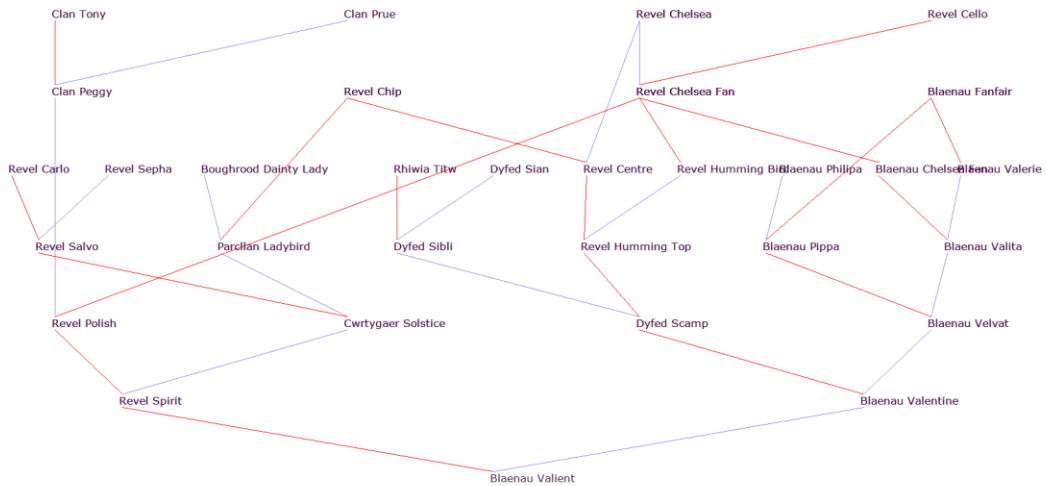 Clan Tony Clan Prue Revel Chelsea Revel Cello
Clan Peggy Revel Chip Revel Chelsea Fan Blaenau Fanfair
Revel Carlo Revel Sepha Boughrood Dainty Lady Rhiwia Titw Dyfed Sian Revel Centre Revel Humming Bird Blaenau Philipa Blaenau Chelsea Fan Blaenau Valerie
Revel Salvo Parcllan Ladybird Dyfed Sibli Revel Humming Top Blaenau Pippa Blaenau Valita
Revel Polish Cwrtygaer Solstice Dyfed Scamp Blaenau Velvat
Revel Spirit Blaenau Valentine
Blaenau Valient